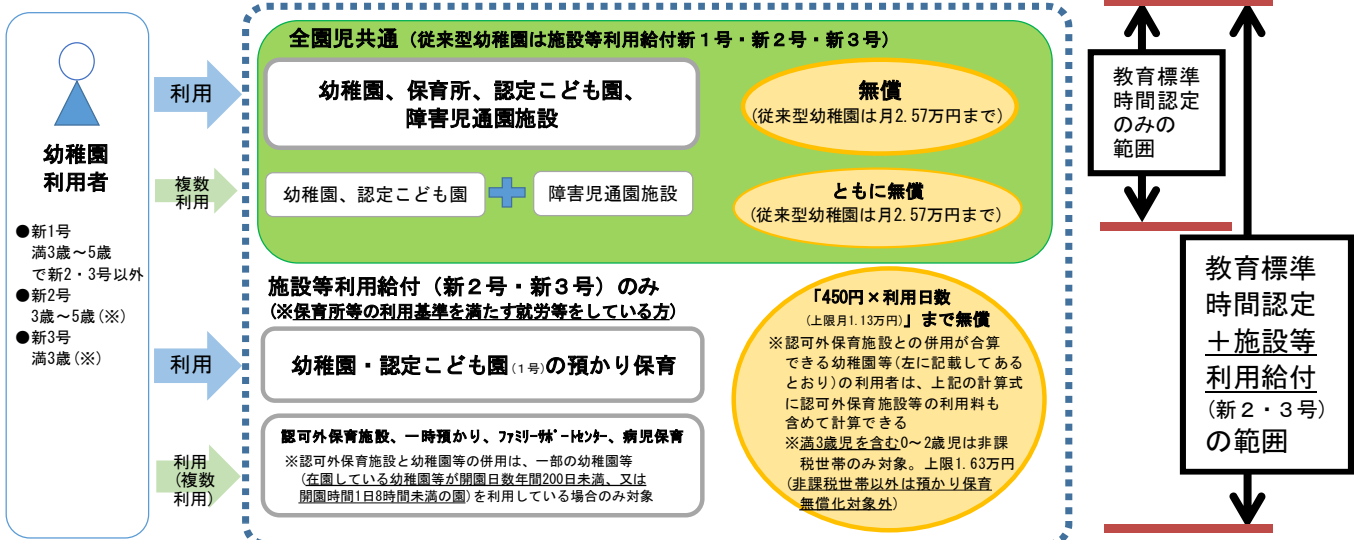 幼稚園
利用者
●新1号
満3歳～5歳
で新2・3号以外
●新2号
3歳～5歳(※)
●新3号
満3歳(※)
利用
複数
利用
利用
利用
(複数
利用)
全園児共通（従来型幼稚園は施設等利用給付新１号・新２号・新３号）
幼稚園、保育所、認定こども園、
障害児通園施設
無償
(従来型幼稚園は月2.57万円まで)
幼稚園、認定こども園
障害児通園施設
ともに無償
(従来型幼稚園は月2.57万円まで)
施設等利用給付（新２号・新３号）のみ
(※保育所等の利用基準を満たす就労等をしている方)
幼稚園・認定こども園(1号)の預かり保育
認可外保育施設、一時預かり、ﾌｧﾐﾘｰｻﾎﾟｰﾄｾﾝﾀｰ、病児保育
※認可外保育施設と幼稚園等の併用は、一部の幼稚園等
(在園している幼稚園等が開園日数年間200日未満、又は
開園時間1日8時間未満の園)を利用している場合のみ対象
「450円×利用日数
(上限月1.13万円)」まで無償
※認可外保育施設との併用が合算
できる幼稚園等(左に記載してある
とおり)の利用者は、上記の計算式
に認可外保育施設等の利用料も
含めて計算できる
※満3歳児を含む0～2歳児は非課
税世帯のみ対象。上限1.63万円
(非課税世帯以外は預かり保育
無償化対象外)
教育標準
時間認定
のみの
範囲
教育標準
時間認定
＋施設等
利用給付
(新２・３号)
の範囲